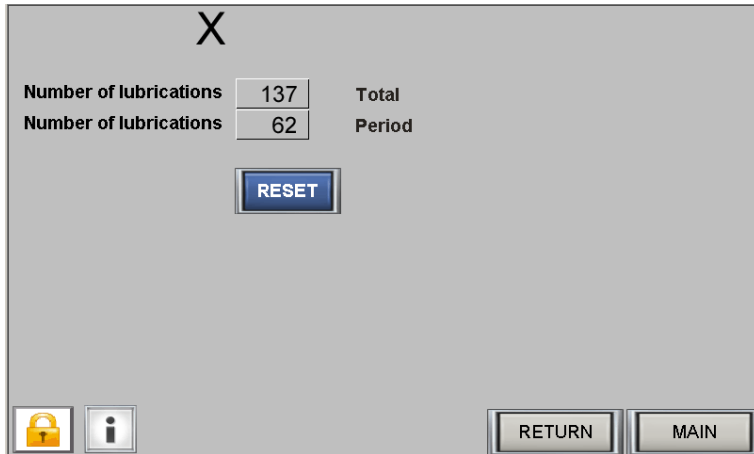 X
Number of lubrications 137 Total
Number of lubrications 62 Period
RESET
i
RETURN MAIN